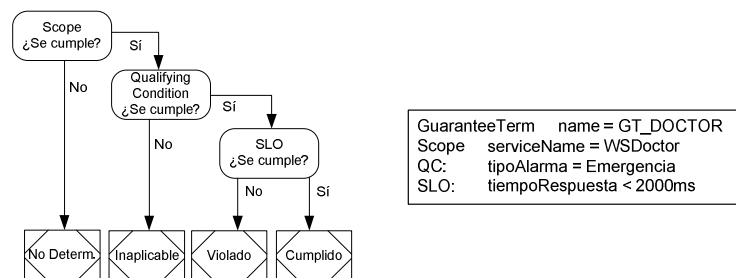 Scope
¿Se cumple?
Sí
No
Qualifying
Condition
¿Se cumple?
Sí
No
SLO
¿Se cumple?
No
Sí
No Determ.
Inaplicable
Violado
Cumplido
GuaranteeTerm name = GT_DOCTOR
Scope serviceName = WSDoctor
QC: tipoAlarma = Emergencia
SLO: tiempoRespuesta < 2000ms